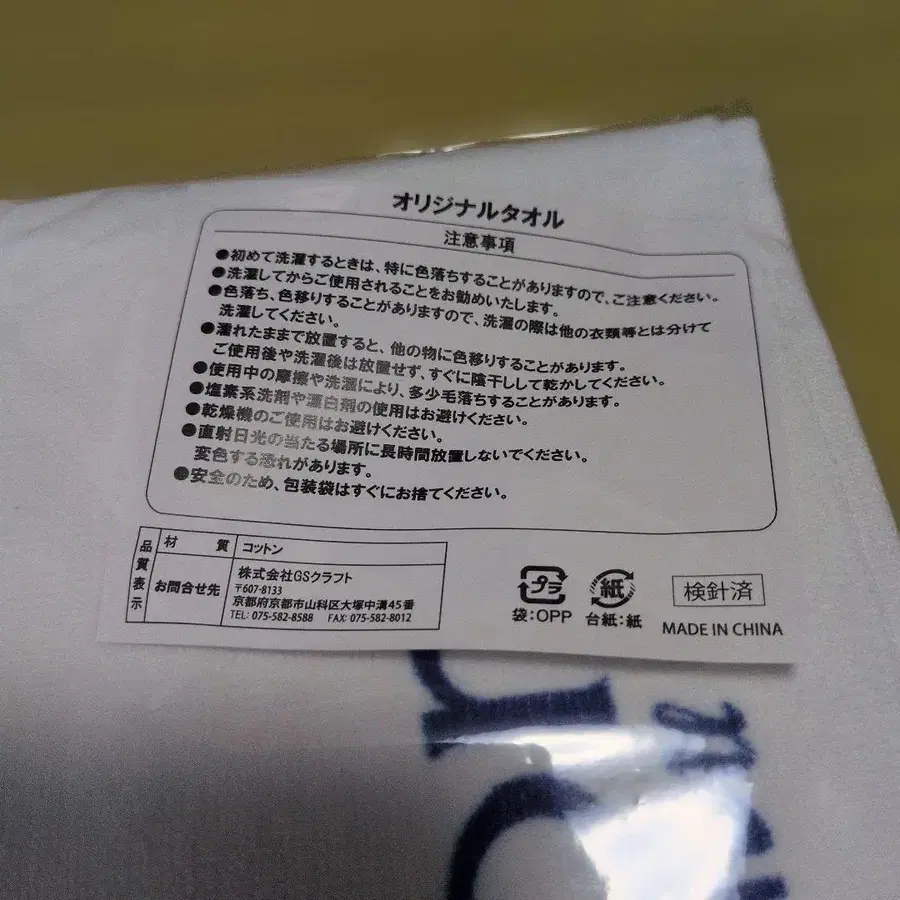 オリジナルタオル
注意事項
●初めて洗濯するときは、特に色落ちすることがありますので、ご注意ください。
●洗濯してからご使用されることをお勧めいたします。
●色落ち、色移りすることがありますので、洗濯の際は他の衣類等とは分けて
洗濯してください。
●濡れたままで放置すると、他の物に色移りすることがあります。
ご使用後や洗濯後は放置せず、すぐに陰干しして乾かしてください。
●使用中の摩擦や洗濯により、多少毛落ちすることがあります。
●塩素系洗剤や漂白剤の使用はお避けください。
●乾燥機のご使用はお避けください。
●直射日光の当たる場所に長時間放置しないでください。
変色する恐れがあります。
●安全のため、包装袋はすぐにお捨てください。
品質表示
材質 コットン
お問合せ先
株式会社GSクラフト
〒607-8133
京都府京都市山科区大塚中溝45番
TEL: 075-582-8588 FAX: 075-582-8012
プラ
袋:OPP
紙
台紙:紙
検針済
MADE IN CHINA